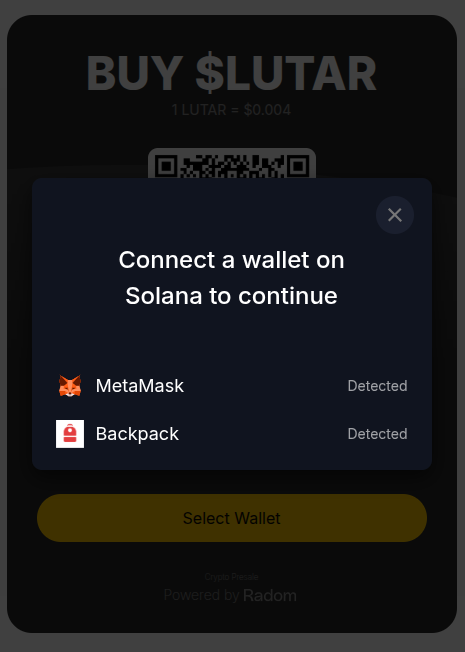 BUY $LUTAR
1 LUTAR = $0.004
Connect a wallet on
Solana to continue
MetaMask Detected
Backpack Detected
Select Wallet
Crypto Presale
Powered by Radom